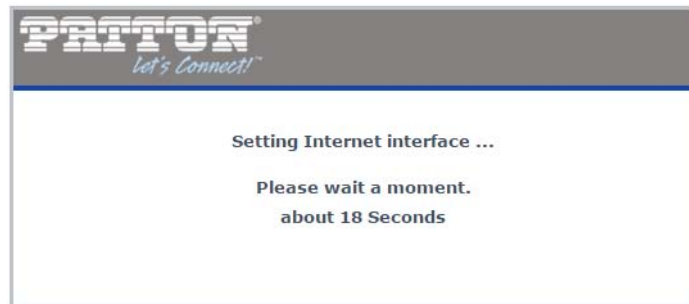 PATTON®
Let's Connect!™
Setting Internet interface ...
Please wait a moment.
about 18 Seconds